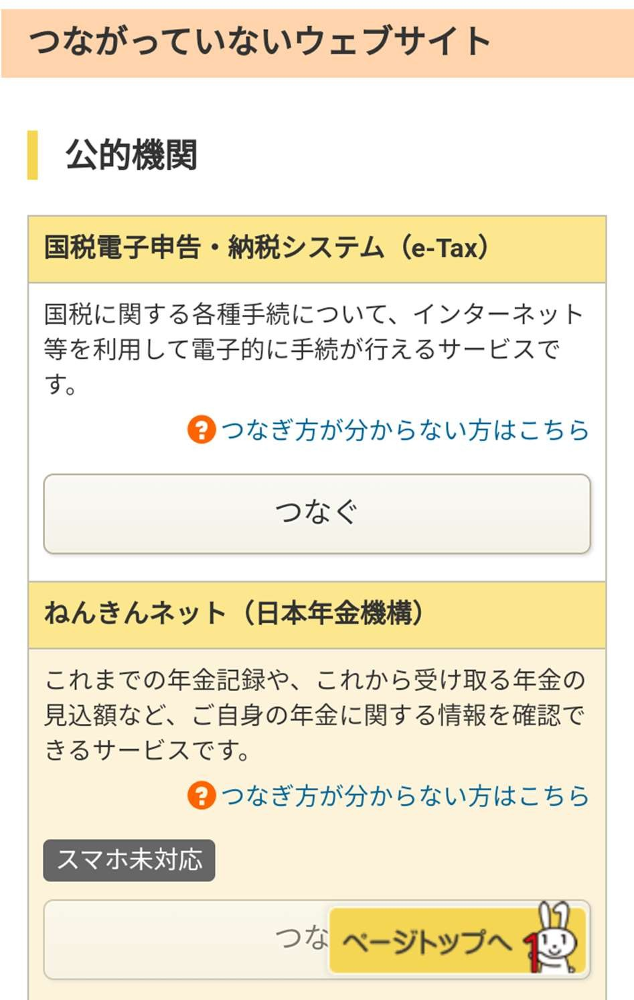 つながっていないウェブサイト
公的機関
国税電子申告・納税システム（e-Tax）
国税に関する各種手続について、インターネット
等を利用して電子的に手続が行えるサービスで
す。
?つなぎ方が分からない方はこちら
つなぐ
ねんきんネット（日本年金機構）
これまでの年金記録や、これから受け取る年金の
見込額など、ご自身の年金に関する情報を確認で
きるサービスです。
?つなぎ方が分からない方はこちら
スマホ未対応
つな
ページトップへ